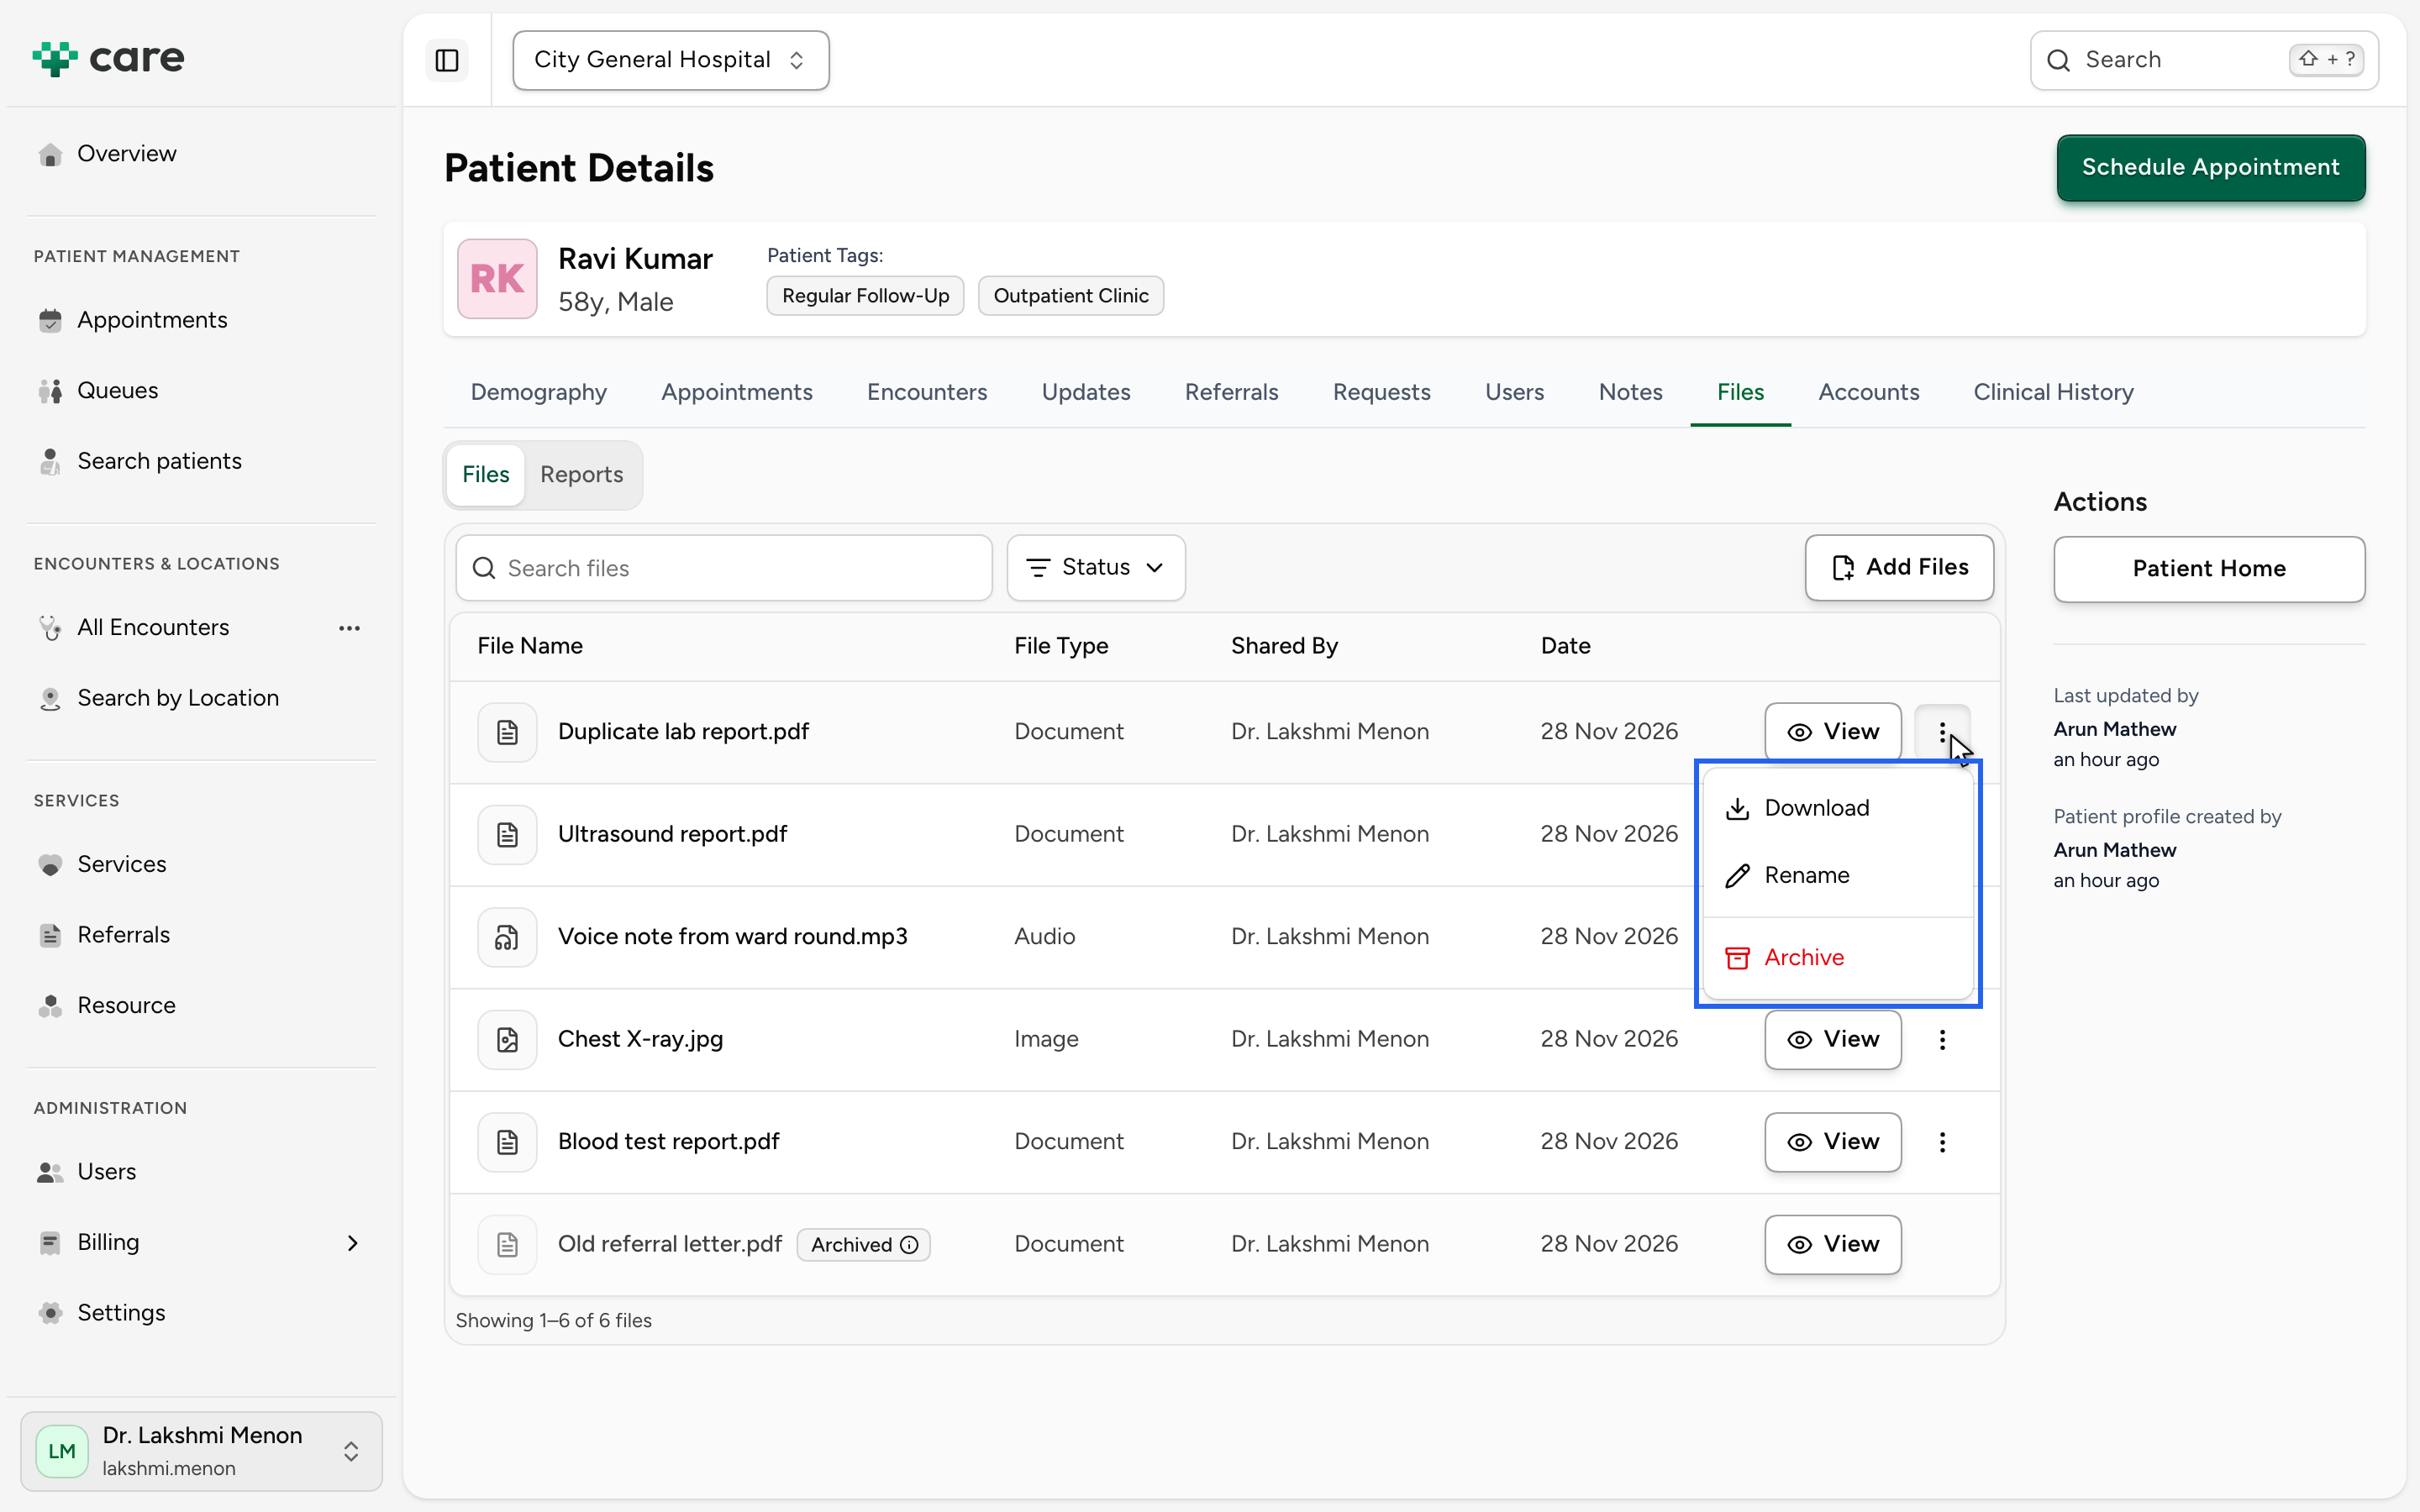 care
City General Hospital
Search
+ ?
Overview
PATIENT MANAGEMENT
Appointments
Queues
Search patients
ENCOUNTERS & LOCATIONS
All Encounters
Search by Location
SERVICES
Services
Referrals
Resource
ADMINISTRATION
Users
Billing
Settings
LM
Dr. Lakshmi Menon
lakshmi.menon
Patient Details
Schedule Appointment
RK
Ravi Kumar
58y, Male
Patient Tags:
Regular Follow-Up
Outpatient Clinic
Demography
Appointments
Encounters
Updates
Referrals
Requests
Users
Notes
Files
Accounts
Clinical History
Files
Reports
Search files
Status
Add Files
File Name File Type Shared By Date
Duplicate lab report.pdf Document Dr. Lakshmi Menon 28 Nov 2026 View
Ultrasound report.pdf Document Dr. Lakshmi Menon 28 Nov 2026
Voice note from ward round.mp3 Audio Dr. Lakshmi Menon 28 Nov 2026
Chest X-ray.jpg Image Dr. Lakshmi Menon 28 Nov 2026 View
Blood test report.pdf Document Dr. Lakshmi Menon 28 Nov 2026 View
Old referral letter.pdf Archived Document Dr. Lakshmi Menon 28 Nov 2026 View
Showing 1–6 of 6 files
Download
Rename
Archive
Actions
Patient Home
Last updated by
Arun Mathew
an hour ago
Patient profile created by
Arun Mathew
an hour ago